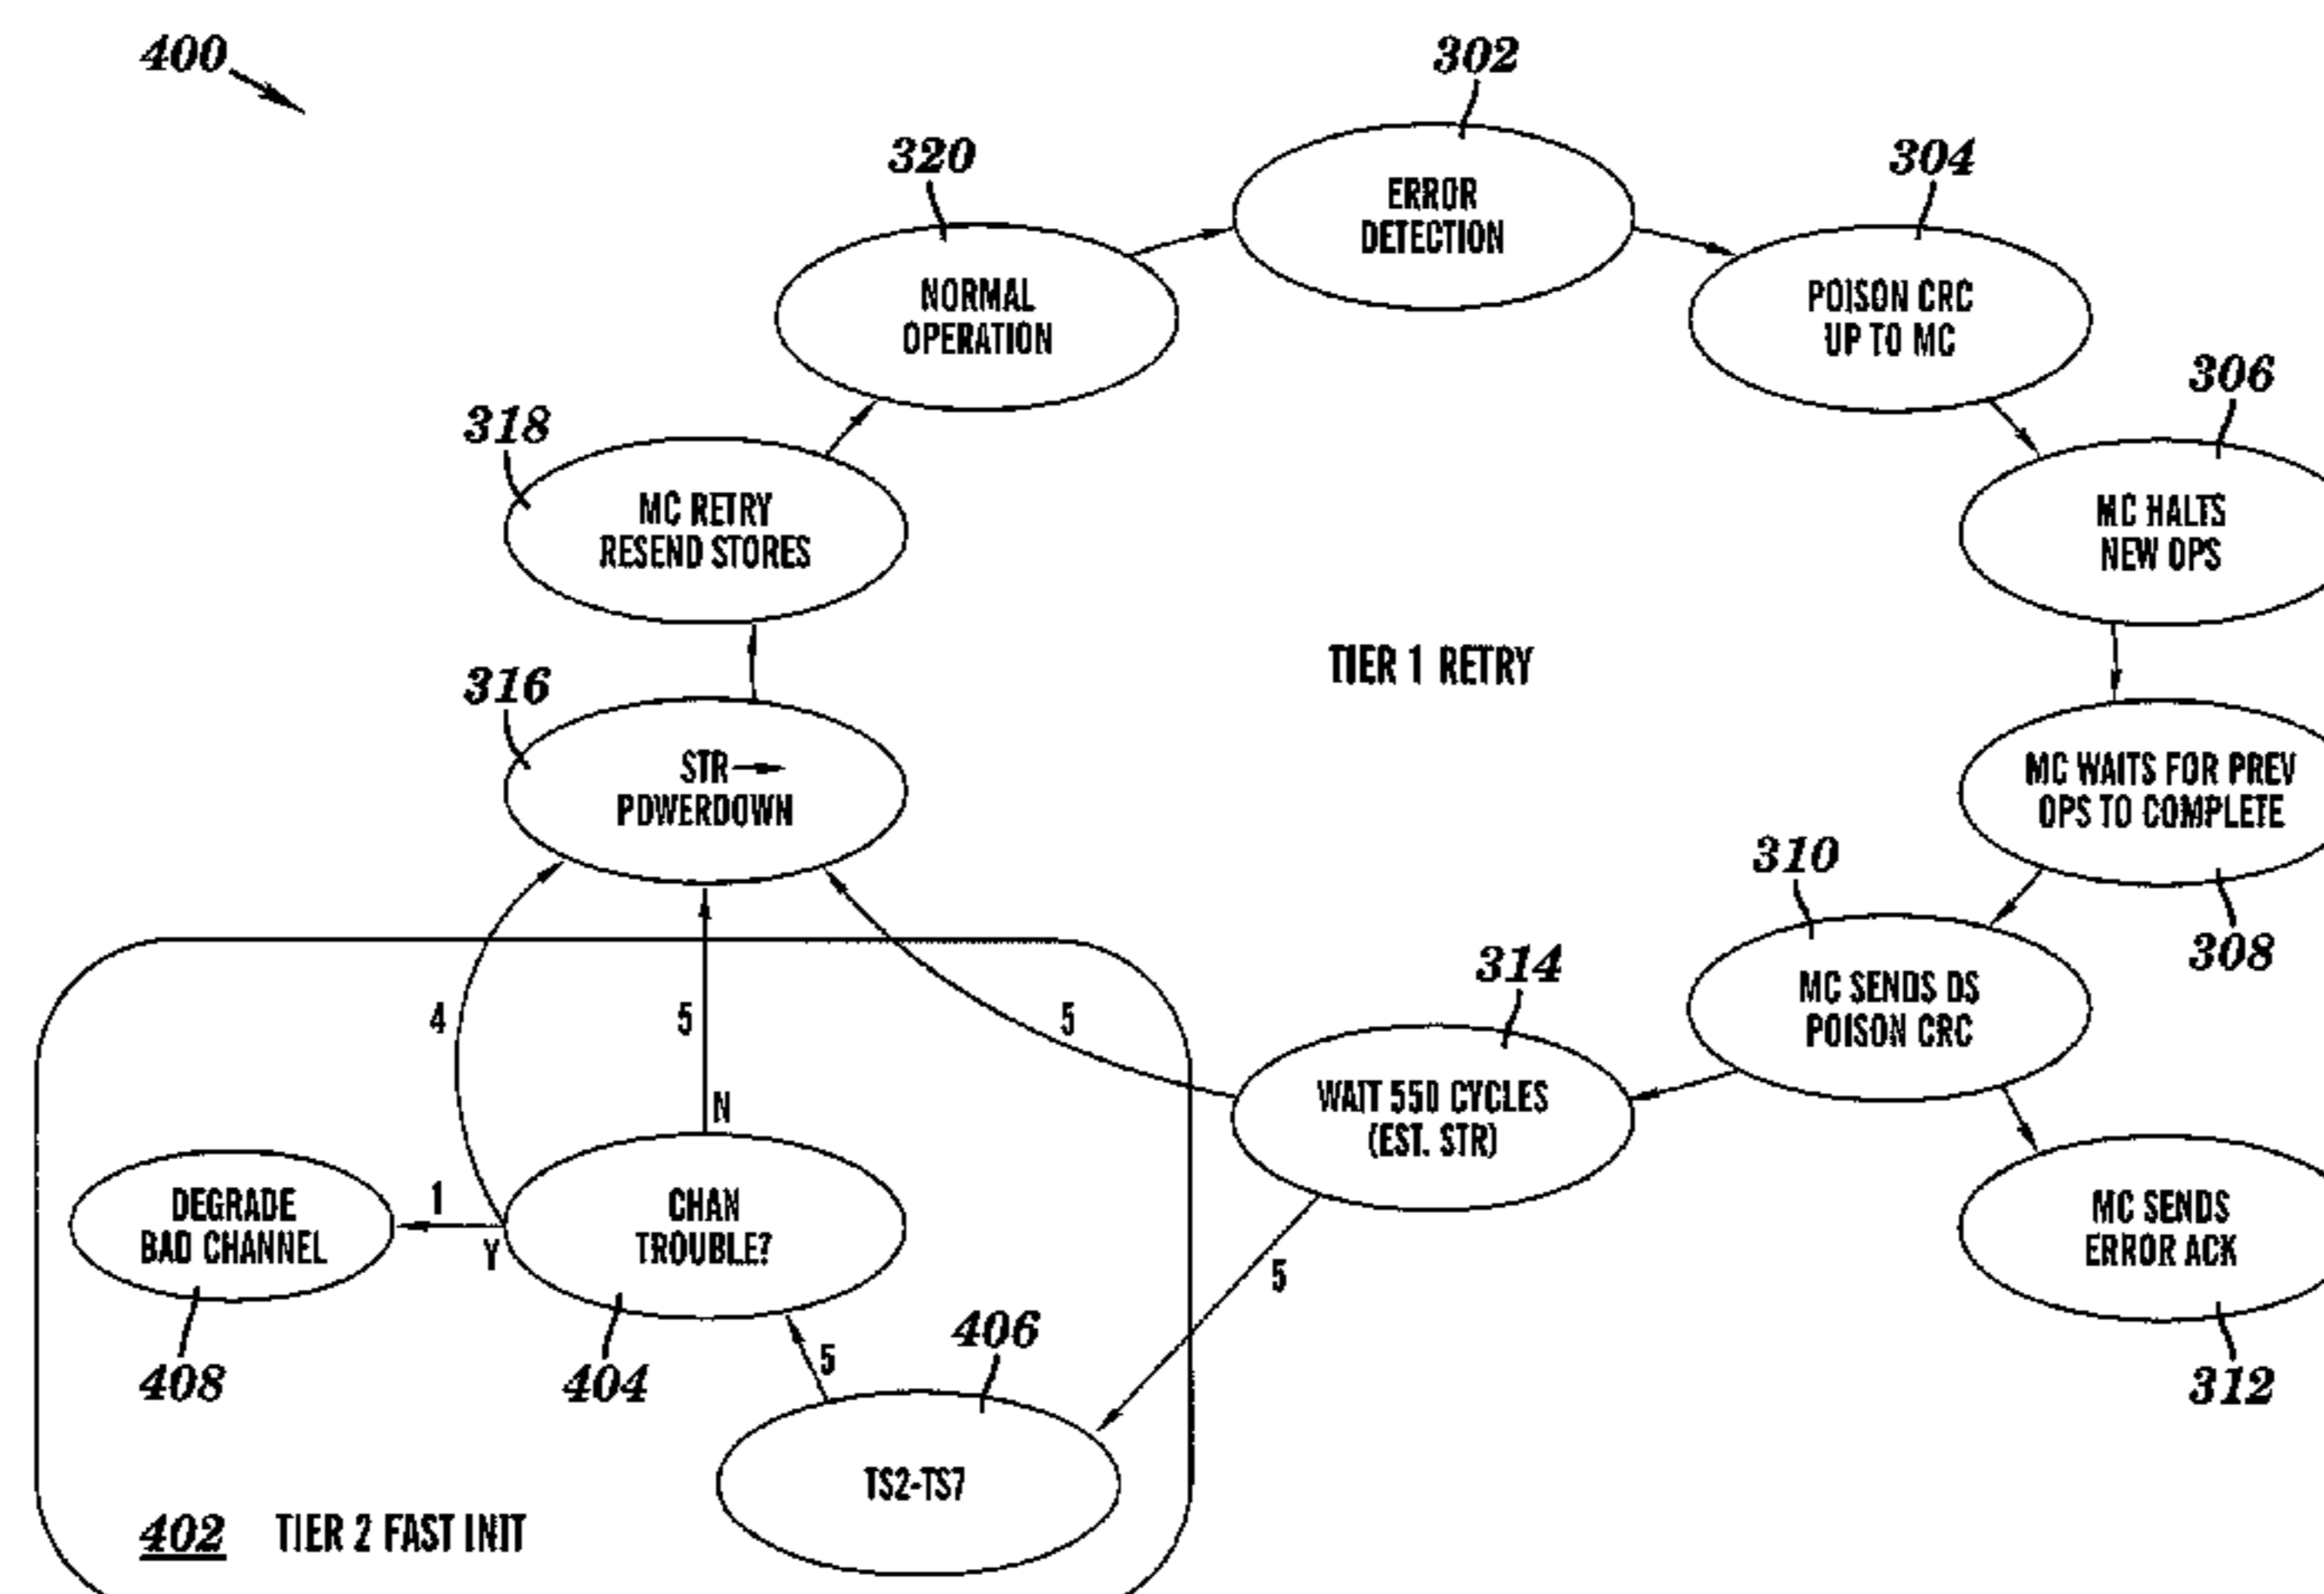 400
302
320
304
ERROR
DETECTION
NORMAL
OPERATION
POISON CRC
UP TO MC
306
318
MC RETRY
RESEND STORES
MC HALTS
NEW OPS
TIER 1 RETRY
316
STR
POWERDOWN
MC WAITS FOR PREV
OPS TO COMPLETE
310
308
314
MC SENDS DS
POISON CRC
4
5
5
N
WAIT 550 CYCLES
(EST. STR)
DEGRADE
BAD CHANNEL
1
Y
CHAN
TROUBLE?
MC SENDS
ERROR ACK
5
408
404
5
406
312
TS2-TS7
402 TIER 2 FAST INIT